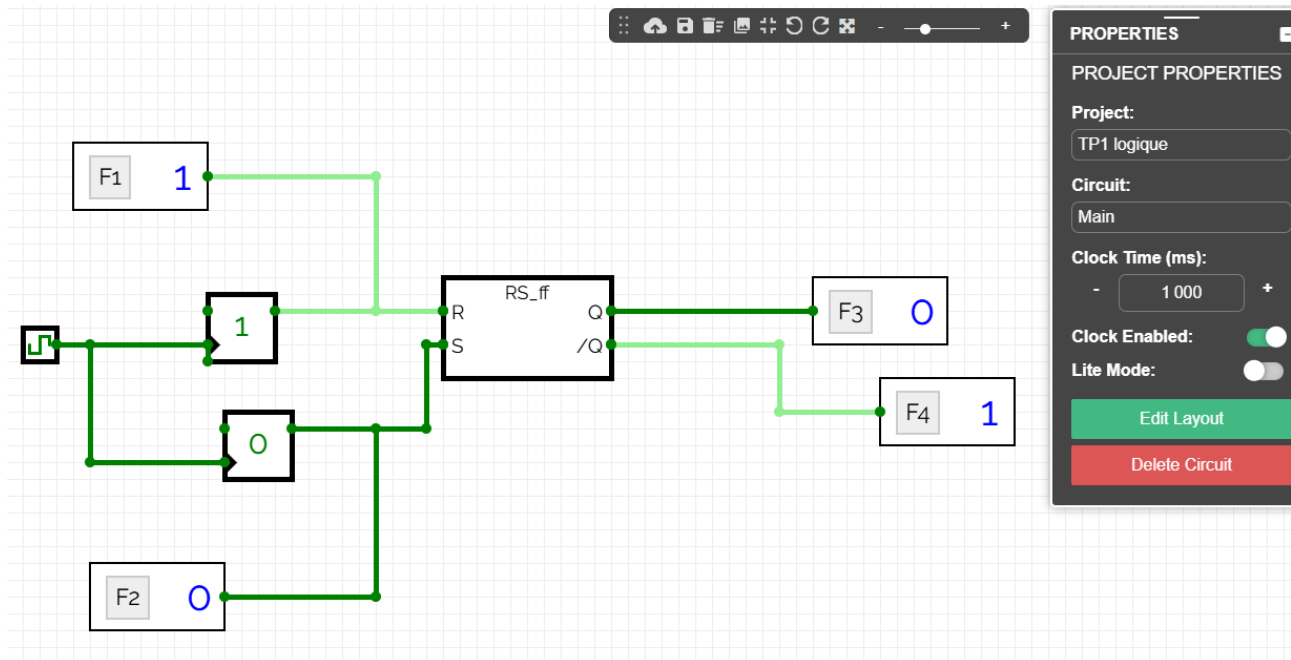 PROPERTIES
PROJECT PROPERTIES
Project:
TP1 logique
Circuit:
Main
Clock Time (ms):
- 1 000 +
Clock Enabled:
Lite Mode:
Edit Layout
Delete Circuit
- +
F1 1
1
RS_ff
R Q
S /Q
F3 0
F4 1
0
F2 0